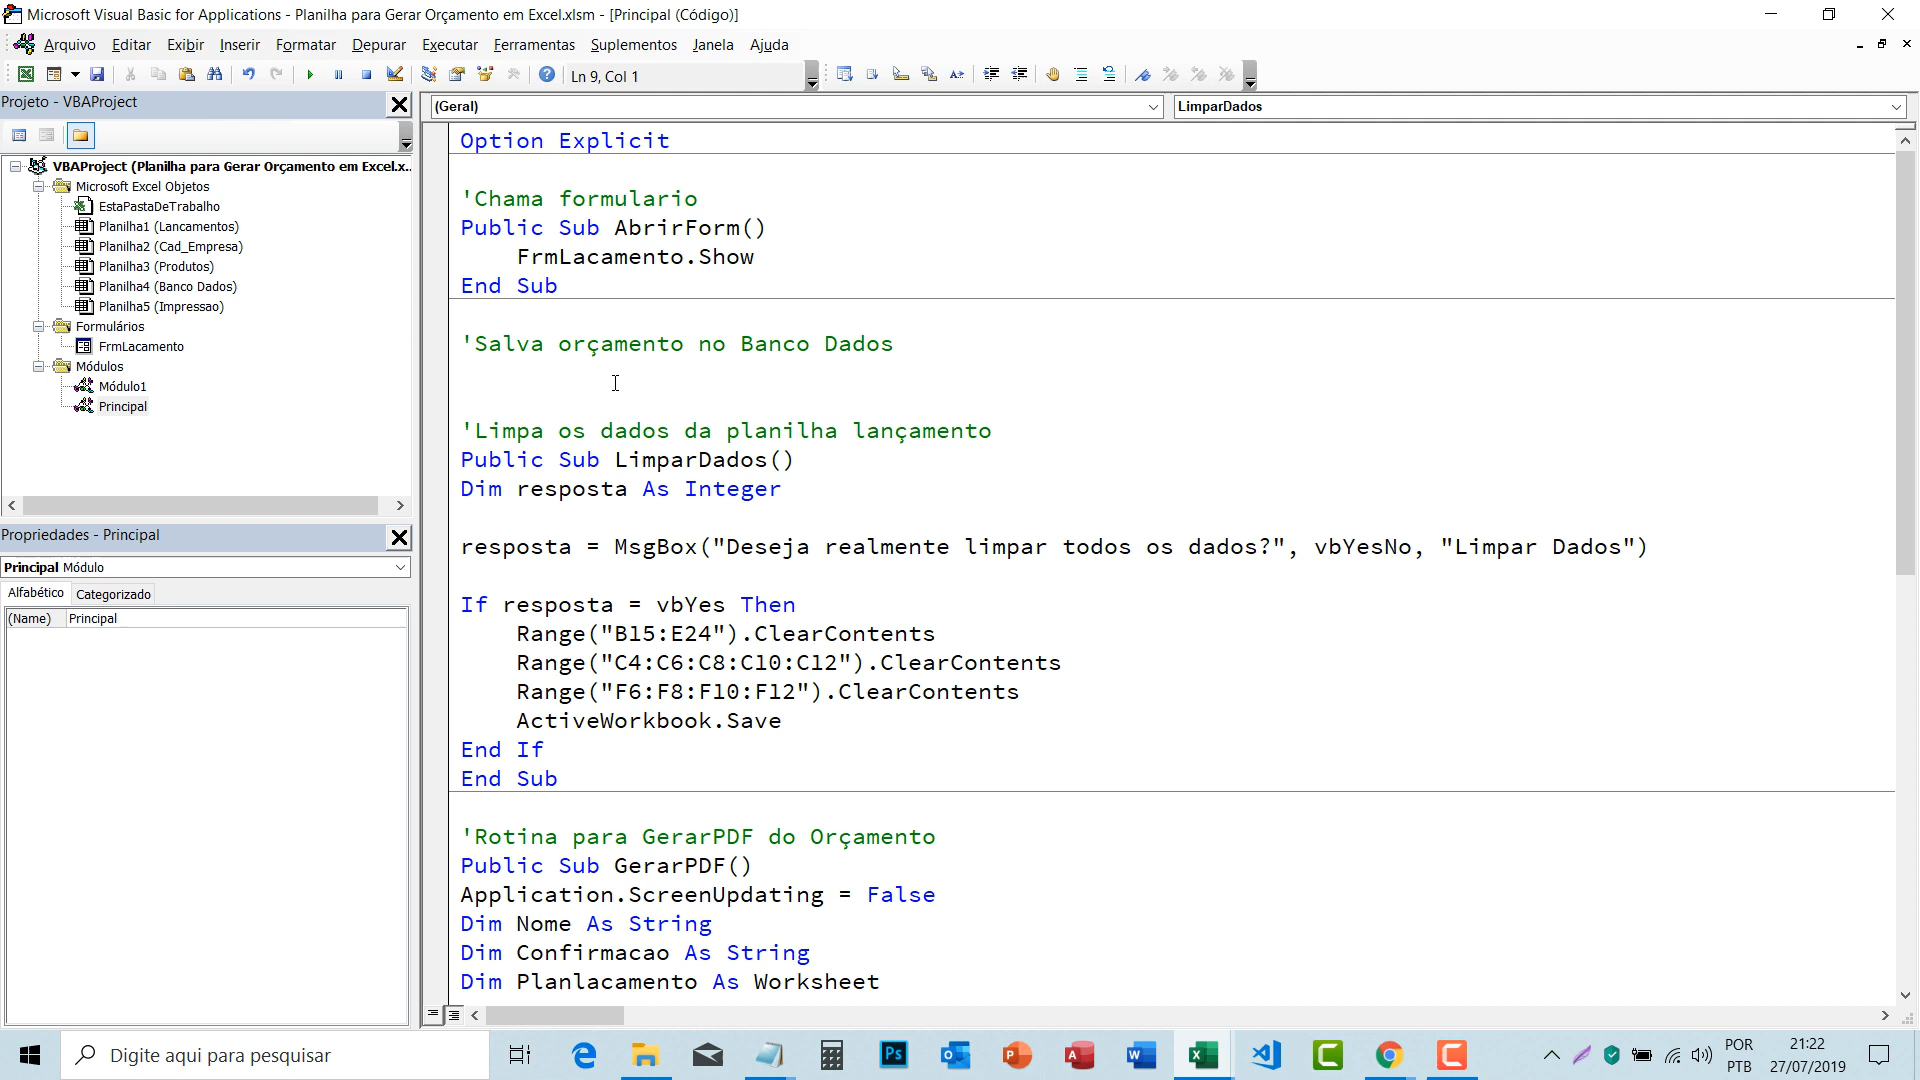 Microsoft Visual Basic for Applications - Planilha para Gerar Orçamento em Excel.xlsm - [Principal (Código)]
Arquivo Editar Exibir Inserir Formatar Depurar Executar Ferramentas Suplementos Janela Ajuda
Ln 9, Col 1
Projeto - VBAProject
VBAProject (Planilha para Gerar Orçamento em Excel.x..
Microsoft Excel Objetos
EstaPastaDeTrabalho
Planilha1 (Lancamentos)
Planilha2 (Cad_Empresa)
Planilha3 (Produtos)
Planilha4 (Banco Dados)
Planilha5 (Impressao)
Formulários
FrmLacamento
Módulos
Módulo1
Principal
Propriedades - Principal
Principal Módulo
Alfabético Categorizado
(Name) Principal
(Geral) LimparDados
Option Explicit
'Chama formulario
Public Sub AbrirForm()
FrmLacamento.Show
End Sub
'Salva orçamento no Banco Dados
'Limpa os dados da planilha lançamento
Public Sub LimparDados()
Dim resposta As Integer
resposta = MsgBox("Deseja realmente limpar todos os dados?", vbYesNo, "Limpar Dados")
If resposta = vbYes Then
Range("B15:E24").ClearContents
Range("C4:C6:C8:C10:C12").ClearContents
Range("F6:F8:F10:F12").ClearContents
ActiveWorkbook.Save
End If
End Sub
'Rotina para GerarPDF do Orçamento
Public Sub GerarPDF()
Application.ScreenUpdating = False
Dim Nome As String
Dim Confirmacao As String
Dim Planlacamento As Worksheet
Digite aqui para pesquisar
POR
PTB
21:22
27/07/2019